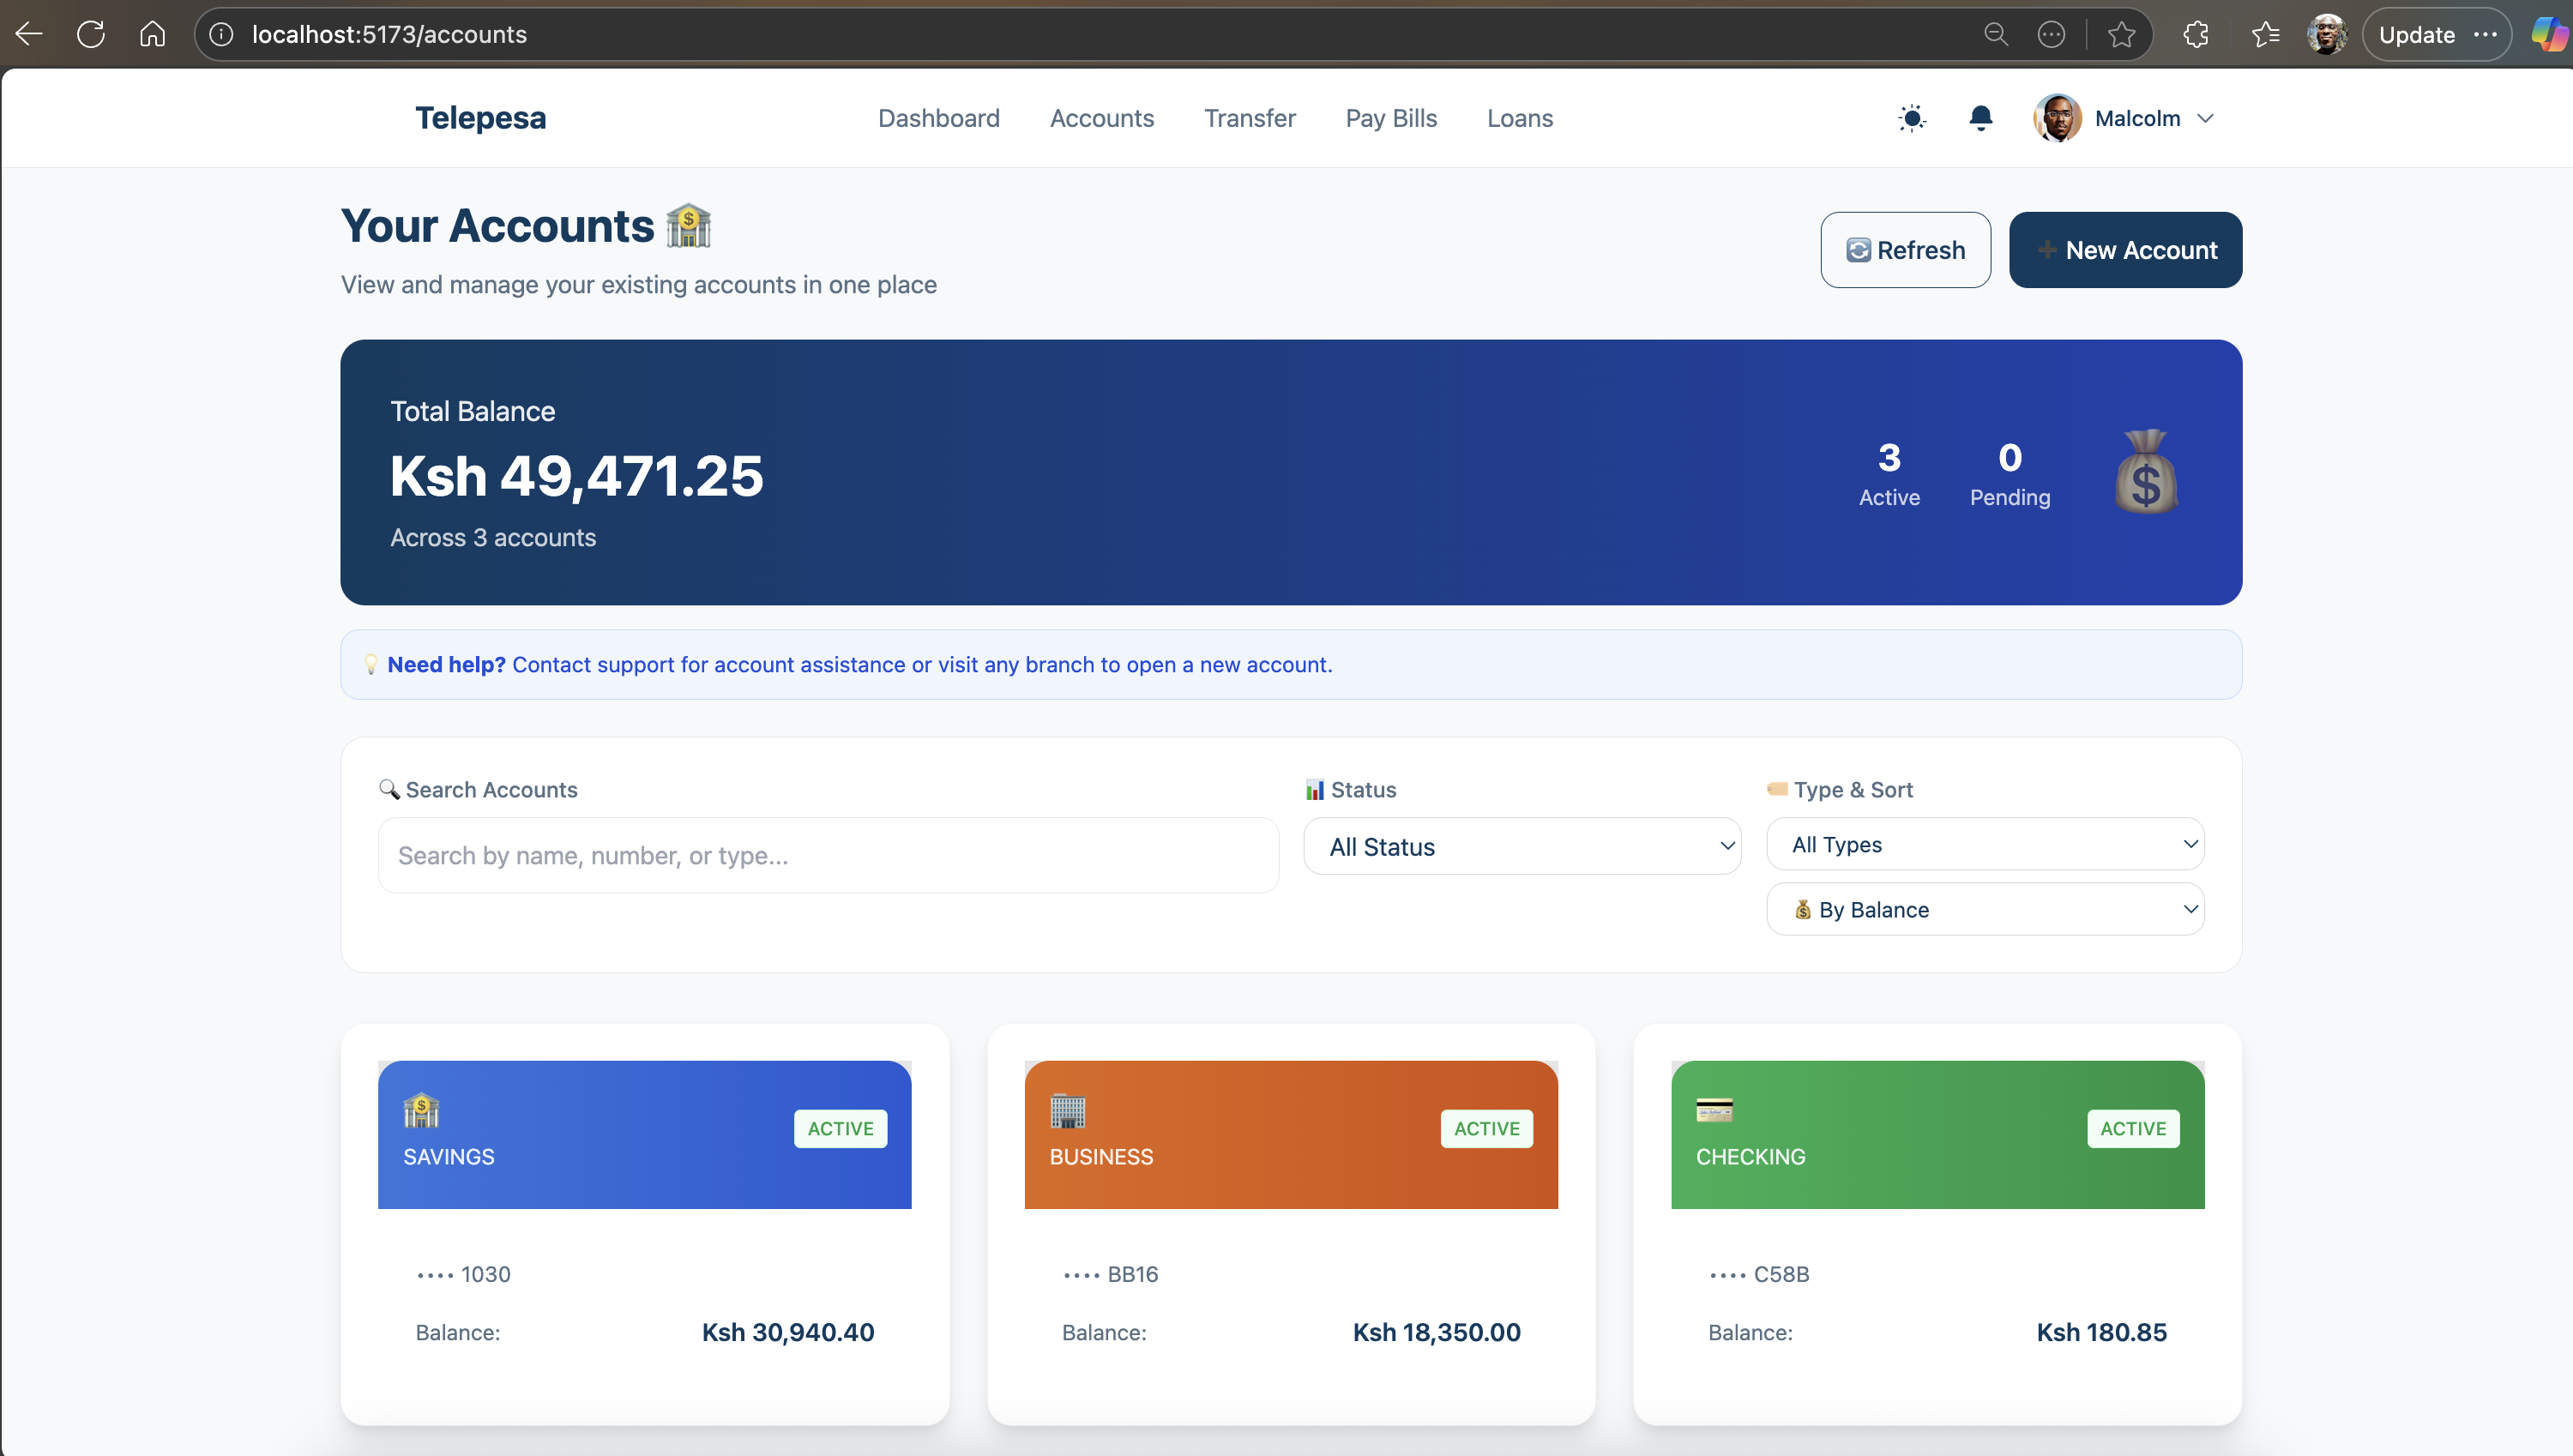 localhost:5173/accounts
Update
Telepesa
Dashboard
Accounts
Transfer
Pay Bills
Loans
Malcolm
Your Accounts
View and manage your existing accounts in one place
Refresh
New Account
Total Balance
Ksh 49,471.25
Across 3 accounts
3
Active
0
Pending
Need help? Contact support for account assistance or visit any branch to open a new account.
Search Accounts
Search by name, number, or type...
Status
All Status
Type & Sort
All Types
By Balance
SAVINGS
ACTIVE
•••• 1030
Balance:
Ksh 30,940.40
BUSINESS
ACTIVE
•••• BB16
Balance:
Ksh 18,350.00
CHECKING
ACTIVE
•••• C58B
Balance:
Ksh 180.85